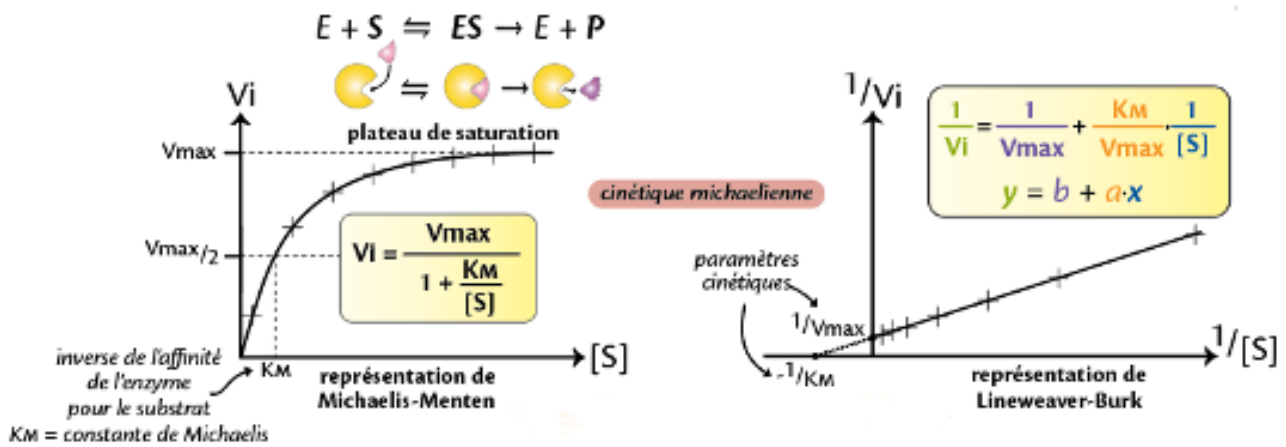 E + S ⇋ ES → E + P
⇋ →
Vi
plateau de saturation
Vmax
Vmax/2
Vi = Vmax / (1 + KM/[S])
KM
[S]
inverse de l'affinité
de l'enzyme
pour le substrat
KM = constante de Michaelis
représentation de
Michaelis-Menten
cinétique michaelienne
1/Vi
1/Vi = 1/Vmax + KM/Vmax · 1/[S]
y = b + a·x
paramètres
cinétiques
1/Vmax
-1/KM
1/[S]
représentation de
Lineweaver-Burk